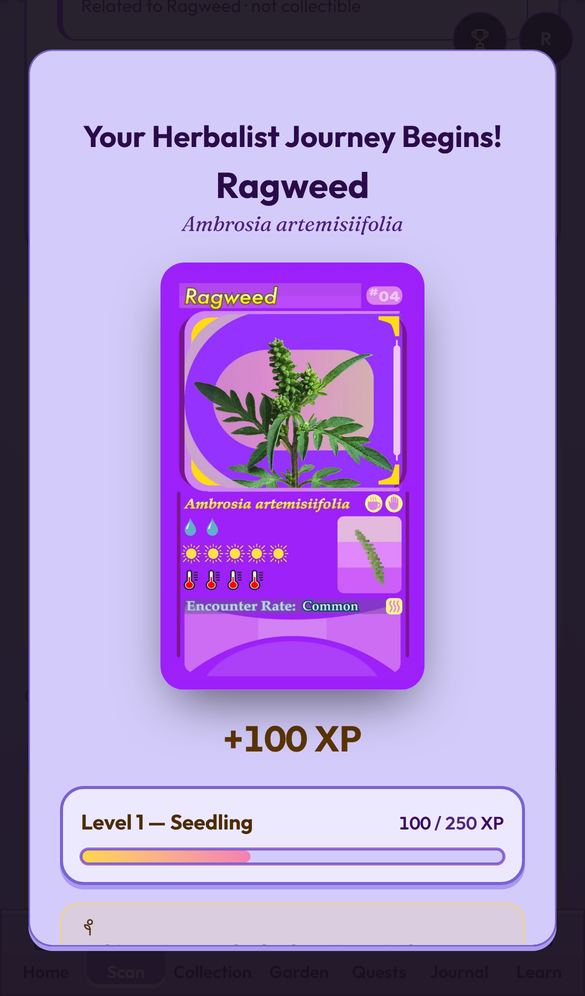 Related to Ragweed · not collectible
R
Your Herbalist Journey Begins!
Ragweed
Ambrosia artemisiifolia
Ragweed
#04
Ambrosia artemisiifolia
Encounter Rate: Common
+100 XP
Level 1 — Seedling
100 / 250 XP
Home
Scan
Collection
Garden
Quests
Journal
Learn